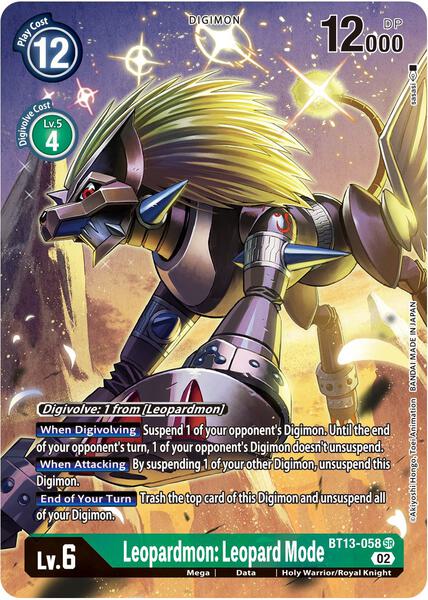 Play Cost
12
DIGIMON
DP
12000
Digivolve Cost
Lv.5
4
sasasi
©Akiyoshi Hongo, Toei Animation BANDAI MADE IN JAPAN
Digivolve: 1 from [Leopardmon]
When Digivolving Suspend 1 of your opponent's Digimon. Until the
end of your opponent's turn, 1 of your opponent's Digimon doesn't unsuspend.
When Attacking By suspending 1 of your other Digimon, unsuspend this
Digimon.
End of Your Turn Trash the top card of this Digimon and unsuspend all
of your Digimon.
Lv.6
Leopardmon: Leopard Mode
BT13-058 SR
02
Mega | Data | Holy Warrior/Royal Knight